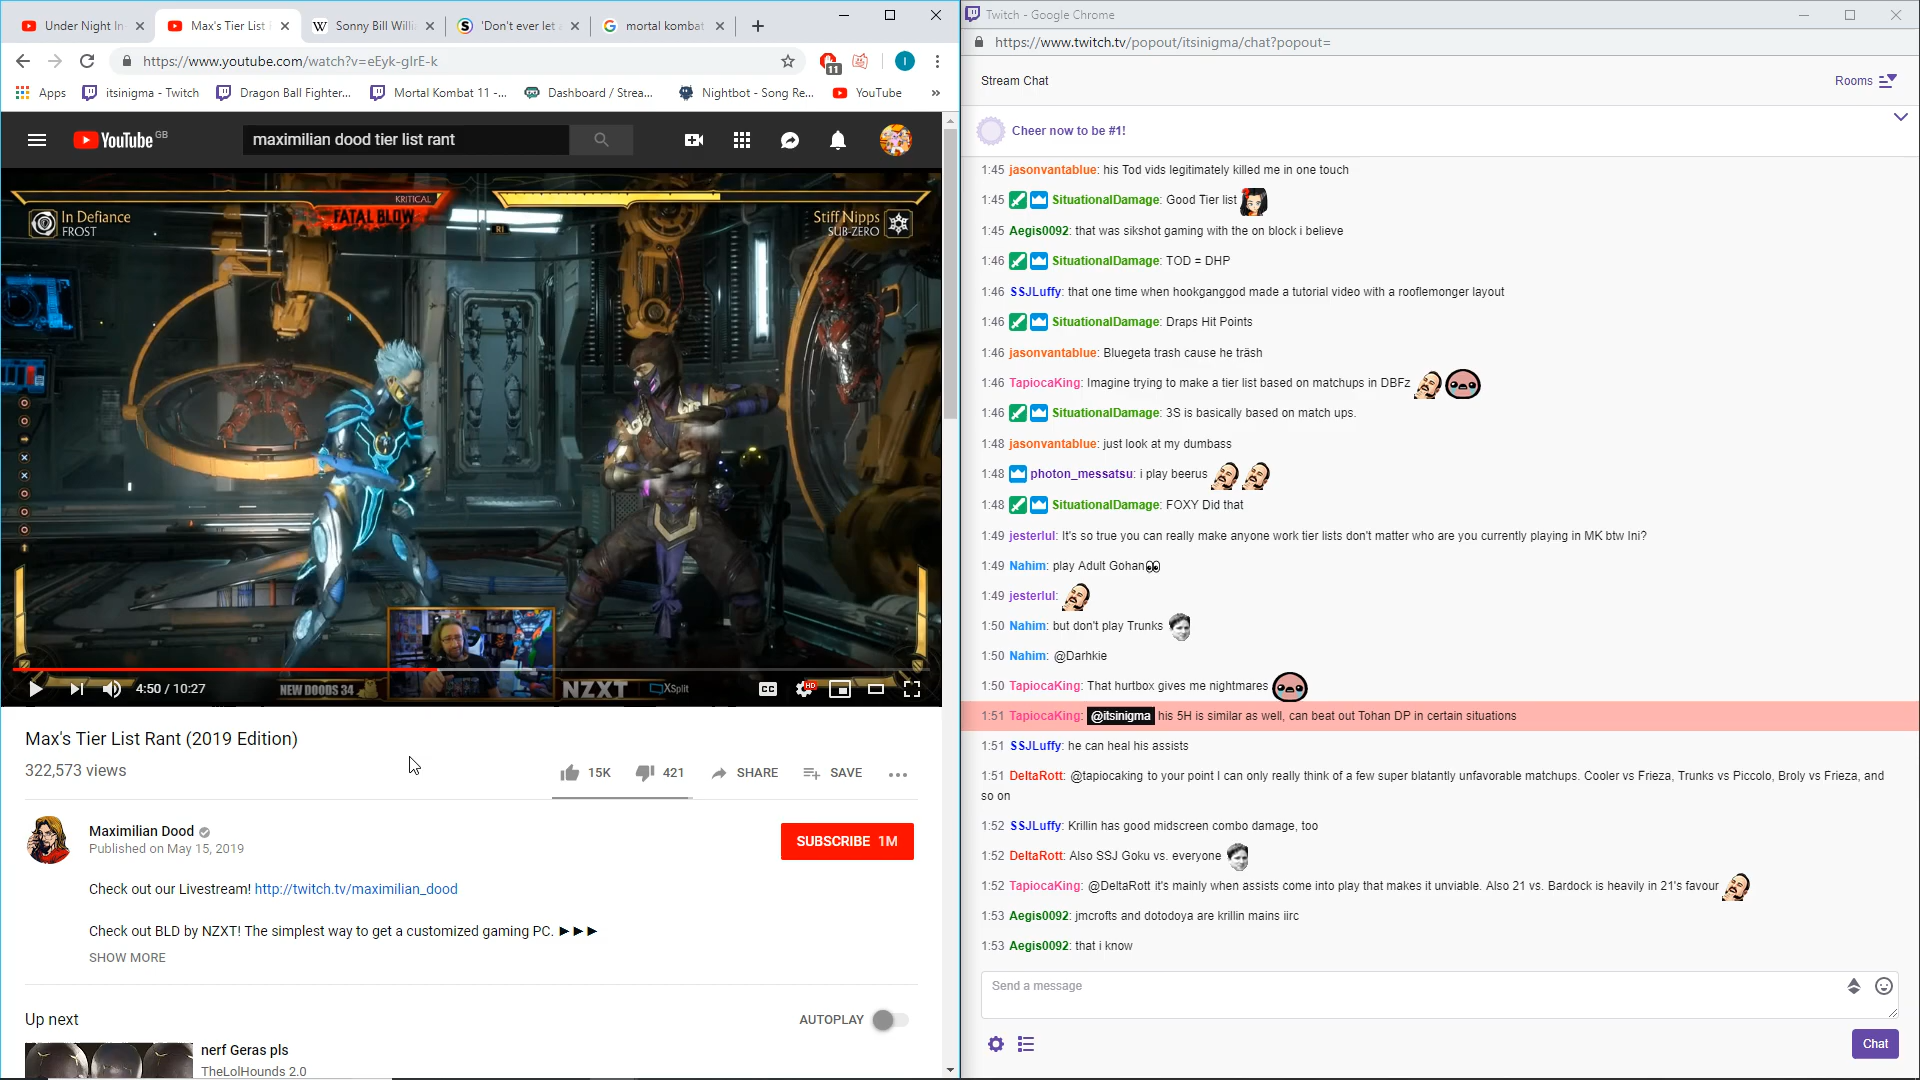 Under Night In
Max's Tier List R
Sonny Bill Willi
'Don't ever let
mortal kombat
https://www.youtube.com/watch?v=eEyk-gIrE-k
11
I
Apps
itsinigma - Twitch
Dragon Ball Fighter...
Mortal Kombat 11 -...
Dashboard / Strea...
Nightbot - Song Re...
YouTube
»
YouTube GB
maximilian dood tier list rant
KRITICAL
FATAL BLOW
In Defiance
FROST
R1
Stiff Nipps
SUB-ZERO
4:50 / 10:27
NEW DOODS 34
NZXT
XSplit
CC
HD
Max's Tier List Rant (2019 Edition)
322,573 views
15K
421
SHARE
SAVE
Maximilian Dood
Published on May 15, 2019
SUBSCRIBE 1M
Check out our Livestream! http://twitch.tv/maximilian_dood
Check out BLD by NZXT! The simplest way to get a customized gaming PC. ►►►
SHOW MORE
Up next
AUTOPLAY
nerf Geras pls
TheLolHounds 2.0
Twitch - Google Chrome
https://www.twitch.tv/popout/itsinigma/chat?popout=
Stream Chat
Rooms
Cheer now to be #1!
1:45 jasonvantablue: his Tod vids legitimately killed me in one touch
1:45 SituationalDamage: Good Tier list
1:45 Aegis0092: that was sikshot gaming with the on block i believe
1:46 SituationalDamage: TOD = DHP
1:46 SSJLuffy: that one time when hookganggod made a tutorial video with a rooflemonger layout
1:46 SituationalDamage: Draps Hit Points
1:46 jasonvantablue: Bluegeta trash cause he träsh
1:46 TapiocaKing: Imagine trying to make a tier list based on matchups in DBFz
1:46 SituationalDamage: 3S is basically based on match ups.
1:48 jasonvantablue: just look at my dumbass
1:48 photon_messatsu: i play beerus
1:48 SituationalDamage: FOXY Did that
1:49 jesterlul: It's so true you can really make anyone work tier lists don't matter who are you currently playing in MK btw Ini?
1:49 Nahim: play Adult Gohan👀
1:49 jesterlul:
1:50 Nahim: but don't play Trunks
1:50 Nahim: @Darhkie
1:50 TapiocaKing: That hurtbox gives me nightmares
1:51 TapiocaKing: @itsinigma his 5H is similar as well, can beat out Tohan DP in certain situations
1:51 SSJLuffy: he can heal his assists
1:51 DeltaRott: @tapiocaking to your point I can only really think of a few super blatantly unfavorable matchups. Cooler vs Frieza, Trunks vs Piccolo, Broly vs Frieza, and
so on
1:52 SSJLuffy: Krillin has good midscreen combo damage, too
1:52 DeltaRott: Also SSJ Goku vs. everyone
1:52 TapiocaKing: @DeltaRott it's mainly when assists come into play that makes it unviable. Also 21 vs. Bardock is heavily in 21's favour
1:53 Aegis0092: jmcrofts and dotodoya are krillin mains iirc
1:53 Aegis0092: that i know
Send a message
Chat